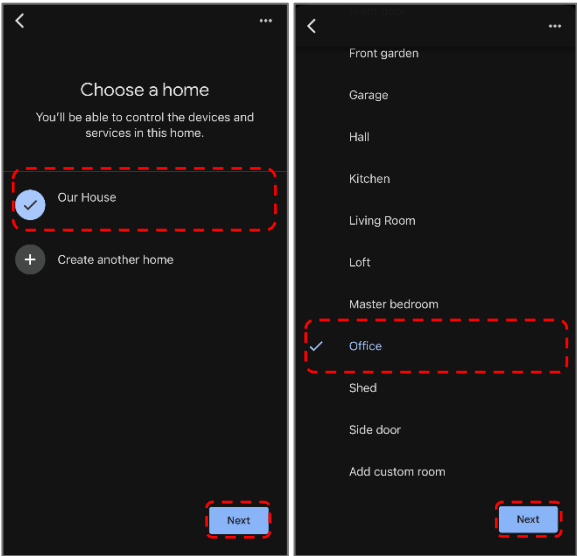 Choose a home
You'll be able to control the devices and
services in this home.
Our House
Create another home
Next
Front garden
Garage
Hall
Kitchen
Living Room
Loft
Master bedroom
Office
Shed
Side door
Add custom room
Next